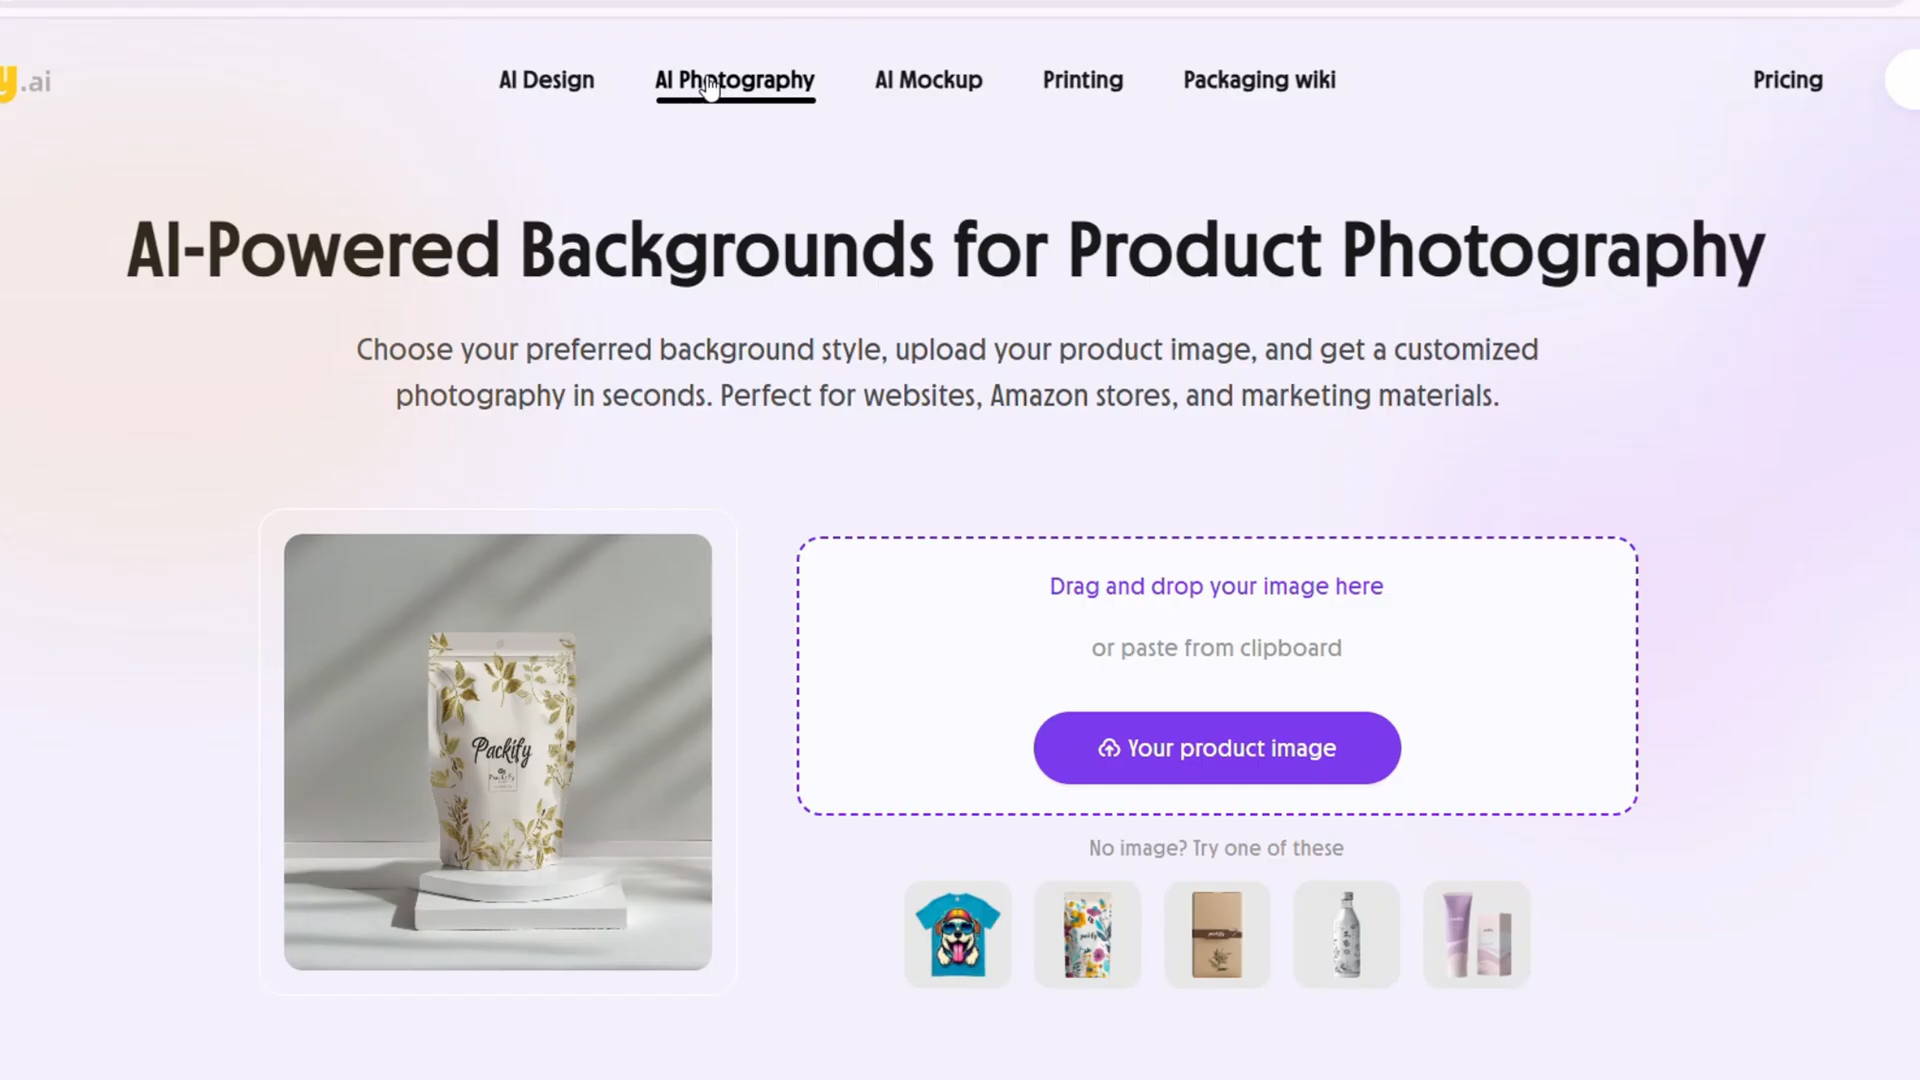 y.ai
AI Design
AI Photography
AI Mockup
Printing
Packaging wiki
Pricing
AI-Powered Backgrounds for Product Photography
Choose your preferred background style, upload your product image, and get a customized
photography in seconds. Perfect for websites, Amazon stores, and marketing materials.
Packify
Drag and drop your image here
or paste from clipboard
Your product image
No image? Try one of these